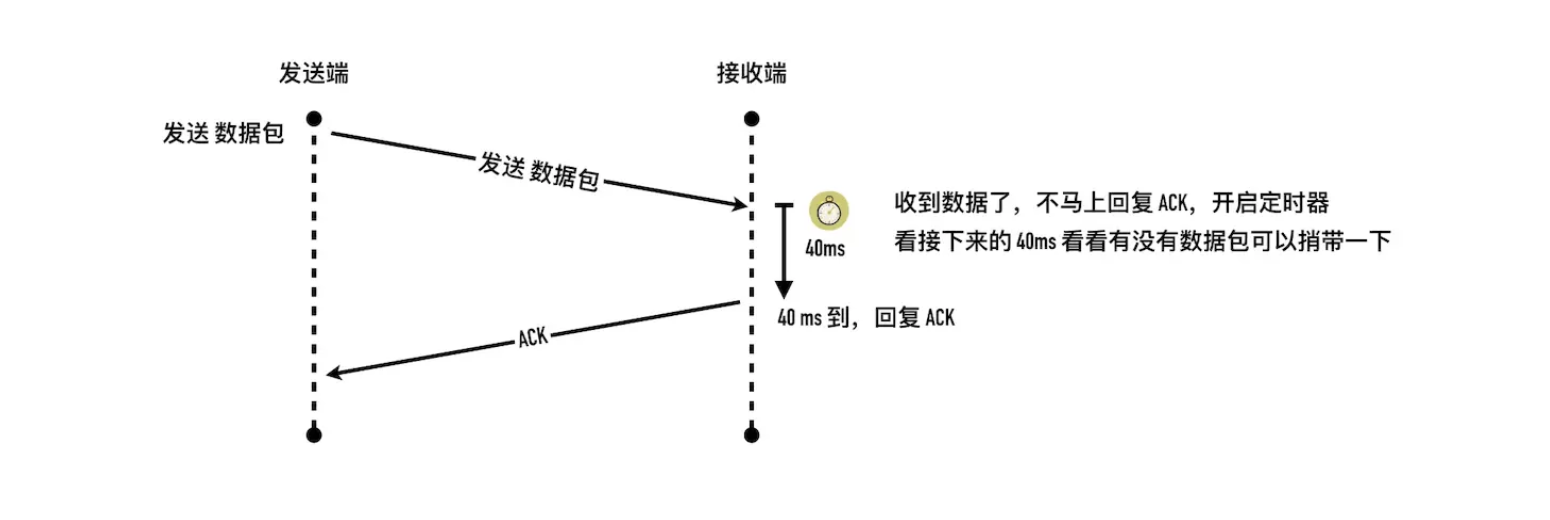 发送端
接收端
发送 数据包
发送 数据包
收到数据了，不马上回复 ACK，开启定时器
看接下来的 40ms 看看有没有数据包可以捎带一下
40ms
40 ms 到，回复 ACK
ACK